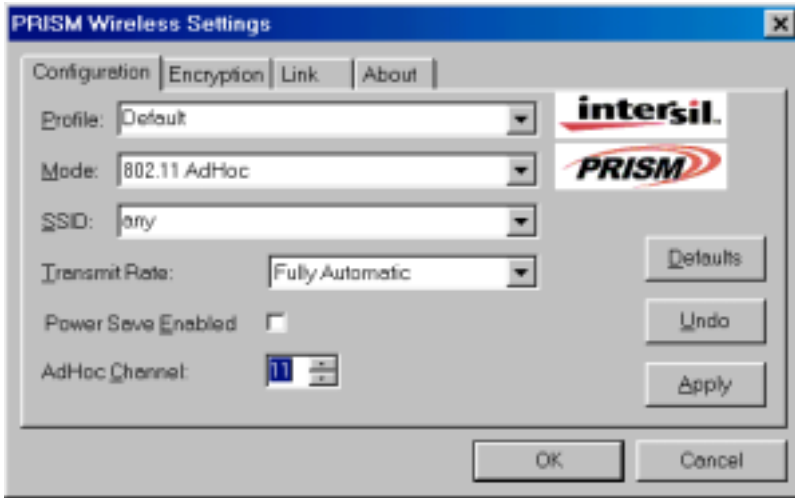 PRISM Wireless Settings
Configuration Encryption Link About
Profile: Default
intersil.
Mode: 802.11 AdHoc
PRISM
SSID: any
Transmit Rate: Fully Automatic
Defaults
Power Save Enabled
Undo
AdHoc Channel: 11
Apply
OK Cancel